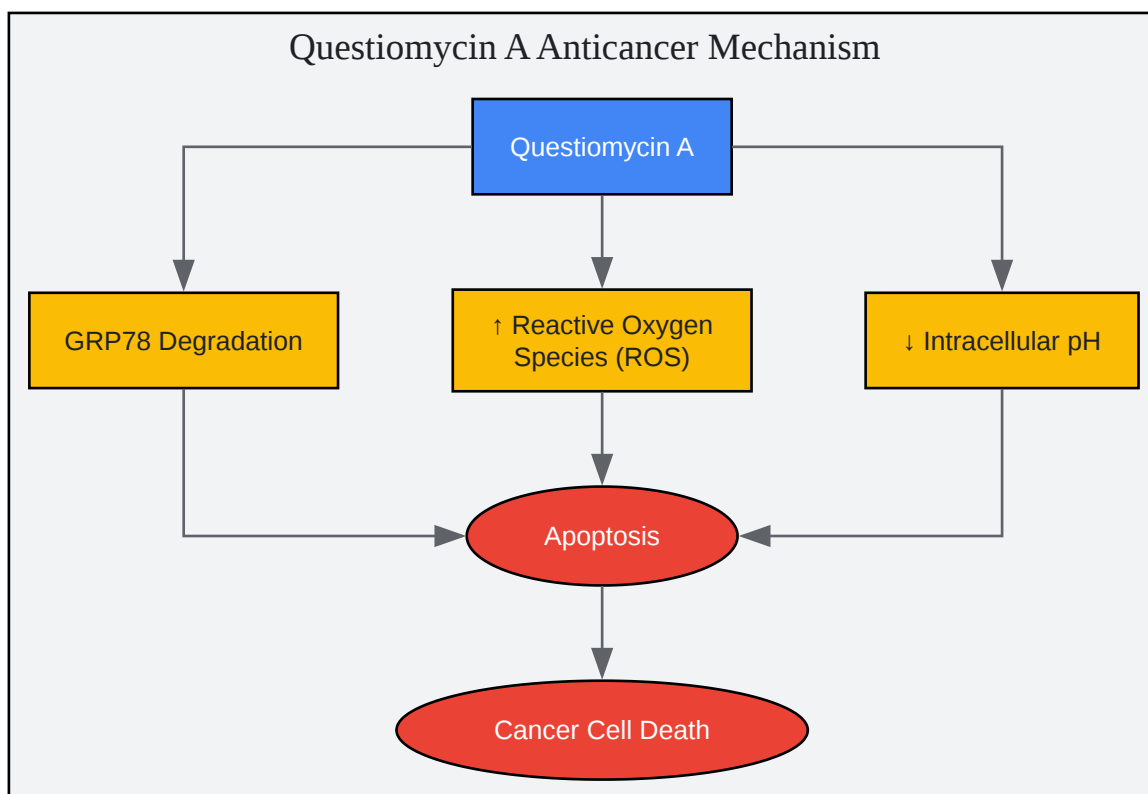 Questiomycin A Anticancer Mechanism
Questiomycin A
GRP78 Degradation
↑ Reactive Oxygen
Species (ROS)
↓ Intracellular pH
Apoptosis
Cancer Cell Death